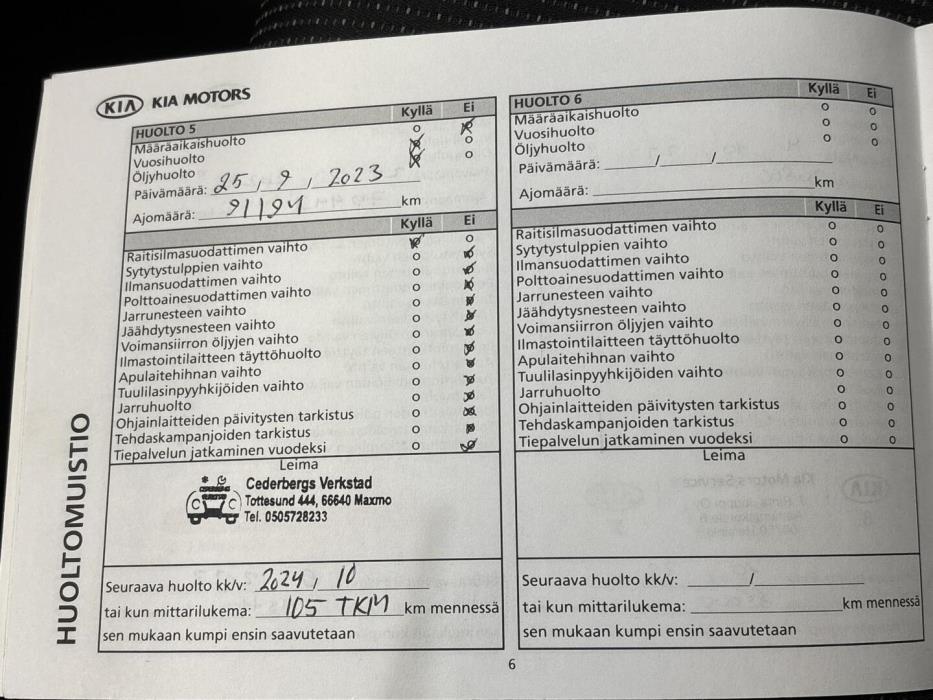 KIA KIA MOTORS
HUOLTO 5 Kyllä Ei
Määräaikaishuolto
Vuosihuolto
Öljyhuolto
Päivämäärä: 25, 9, 2023
Ajomäärä: 91194 km
Kyllä Ei
Raitisilmasuodattimen vaihto
Sytytystulppien vaihto
Ilmansuodattimen vaihto
Polttoainesuodattimen vaihto
Jarrunesteen vaihto
Jäähdytysnesteen vaihto
Voimansiirron öljyjen vaihto
Ilmastointilaitteen täyttöhuolto
Apulaitehihnan vaihto
Tuulilasinpyyhkijöiden vaihto
Jarruhuolto
Ohjainlaitteiden päivitysten tarkistus
Tehdaskampanjoiden tarkistus
Tiepalvelun jatkaminen vuodeksi
Leima
Cederbergs Verkstad
Tottesund 444, 66640 Maxmo
Tel. 0505728233
Seuraava huolto kk/v: 2024, 10
tai kun mittarilukema: 105 TKM km mennessä
sen mukaan kumpi ensin saavutetaan
HUOLTO 6 Kyllä Ei
Määräaikaishuolto
Vuosihuolto
Öljyhuolto
Päivämäärä: / /
Ajomäärä: km
Kyllä Ei
Raitisilmasuodattimen vaihto
Sytytystulppien vaihto
Ilmansuodattimen vaihto
Polttoainesuodattimen vaihto
Jarrunesteen vaihto
Jäähdytysnesteen vaihto
Voimansiirron öljyjen vaihto
Ilmastointilaitteen täyttöhuolto
Apulaitehihnan vaihto
Tuulilasinpyyhkijöiden vaihto
Jarruhuolto
Ohjainlaitteiden päivitysten tarkistus
Tehdaskampanjoiden tarkistus
Tiepalvelun jatkaminen vuodeksi
Leima
Seuraava huolto kk/v: /
tai kun mittarilukema: km mennessä
sen mukaan kumpi ensin saavutetaan
HUOLTOMUISTIO
6